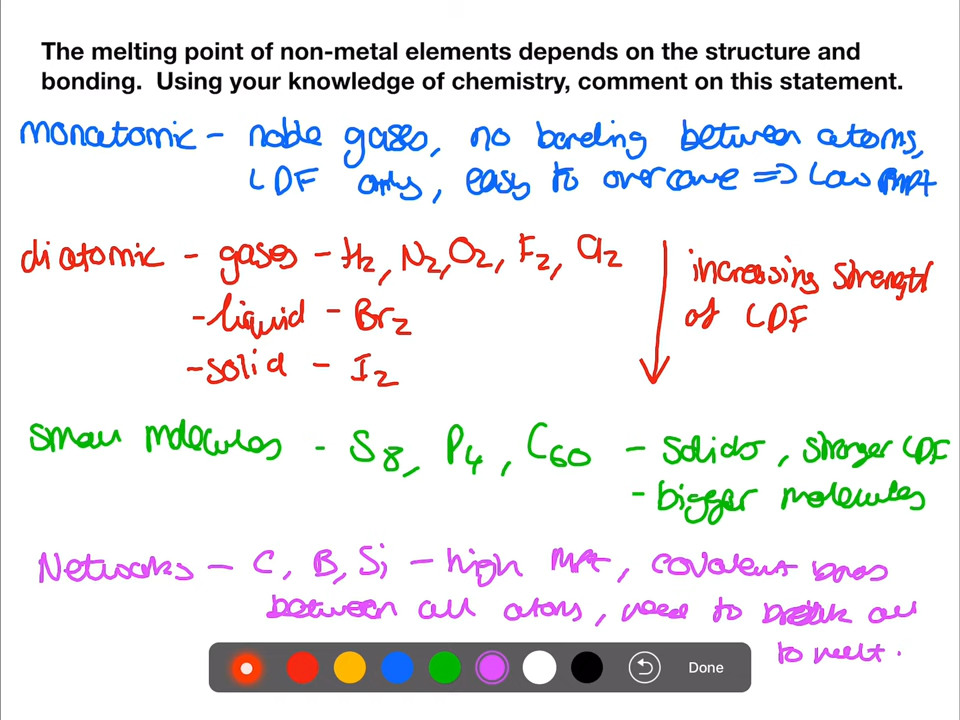 The melting point of non-metal elements depends on the structure and
bonding. Using your knowledge of chemistry, comment on this statement.
monatomic - noble gases, no bonding between atoms,
LDF only, easy to overcome => Low MPt
diatomic - gases - H2, N2, O2, F2, Cl2
increasing strength
of LDF
- liquid - Br2
- solid - I2
Small molecules - S8, P4, C60 - solids, stronger LDF
- bigger molecules
Networks - C, B, Si - high MPt, covalent bonds
between all atoms, need to break all
to melt.
Done